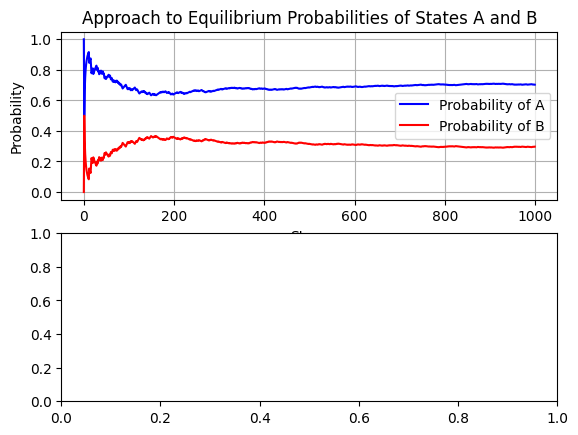 Approach to Equilibrium Probabilities of States A and B
1.0
0.8
0.6
0.4
0.2
0.0
Probability
Probability of A
Probability of B
0 200 400 600 800 1000
1.0
0.8
0.6
0.4
0.2
0.0
0.0 0.2 0.4 0.6 0.8 1.0